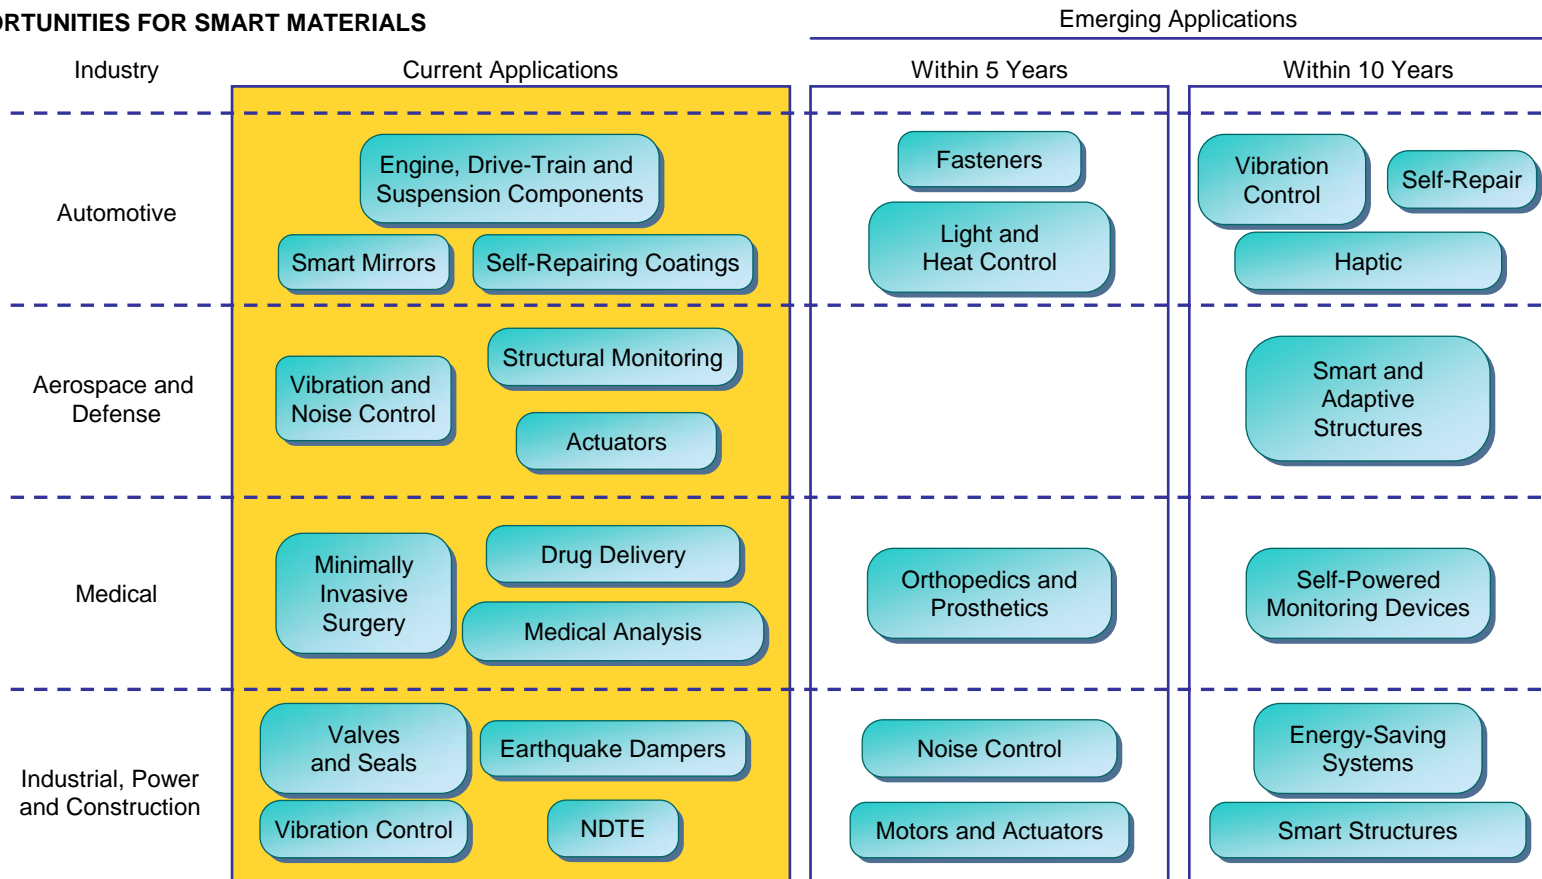 ORTUNITIES FOR SMART MATERIALS
Emerging Applications
Industry
Current Applications
Within 5 Years
Within 10 Years
Automotive
Engine, Drive-Train and
Suspension Components
Smart Mirrors
Self-Repairing Coatings
Fasteners
Light and
Heat Control
Vibration
Control
Self-Repair
Haptic
Aerospace and
Defense
Vibration and
Noise Control
Structural Monitoring
Actuators
Smart and
Adaptive
Structures
Medical
Minimally
Invasive
Surgery
Drug Delivery
Medical Analysis
Orthopedics and
Prosthetics
Self-Powered
Monitoring Devices
Industrial, Power
and Construction
Valves
and Seals
Earthquake Dampers
Vibration Control
NDTE
Noise Control
Motors and Actuators
Energy-Saving
Systems
Smart Structures